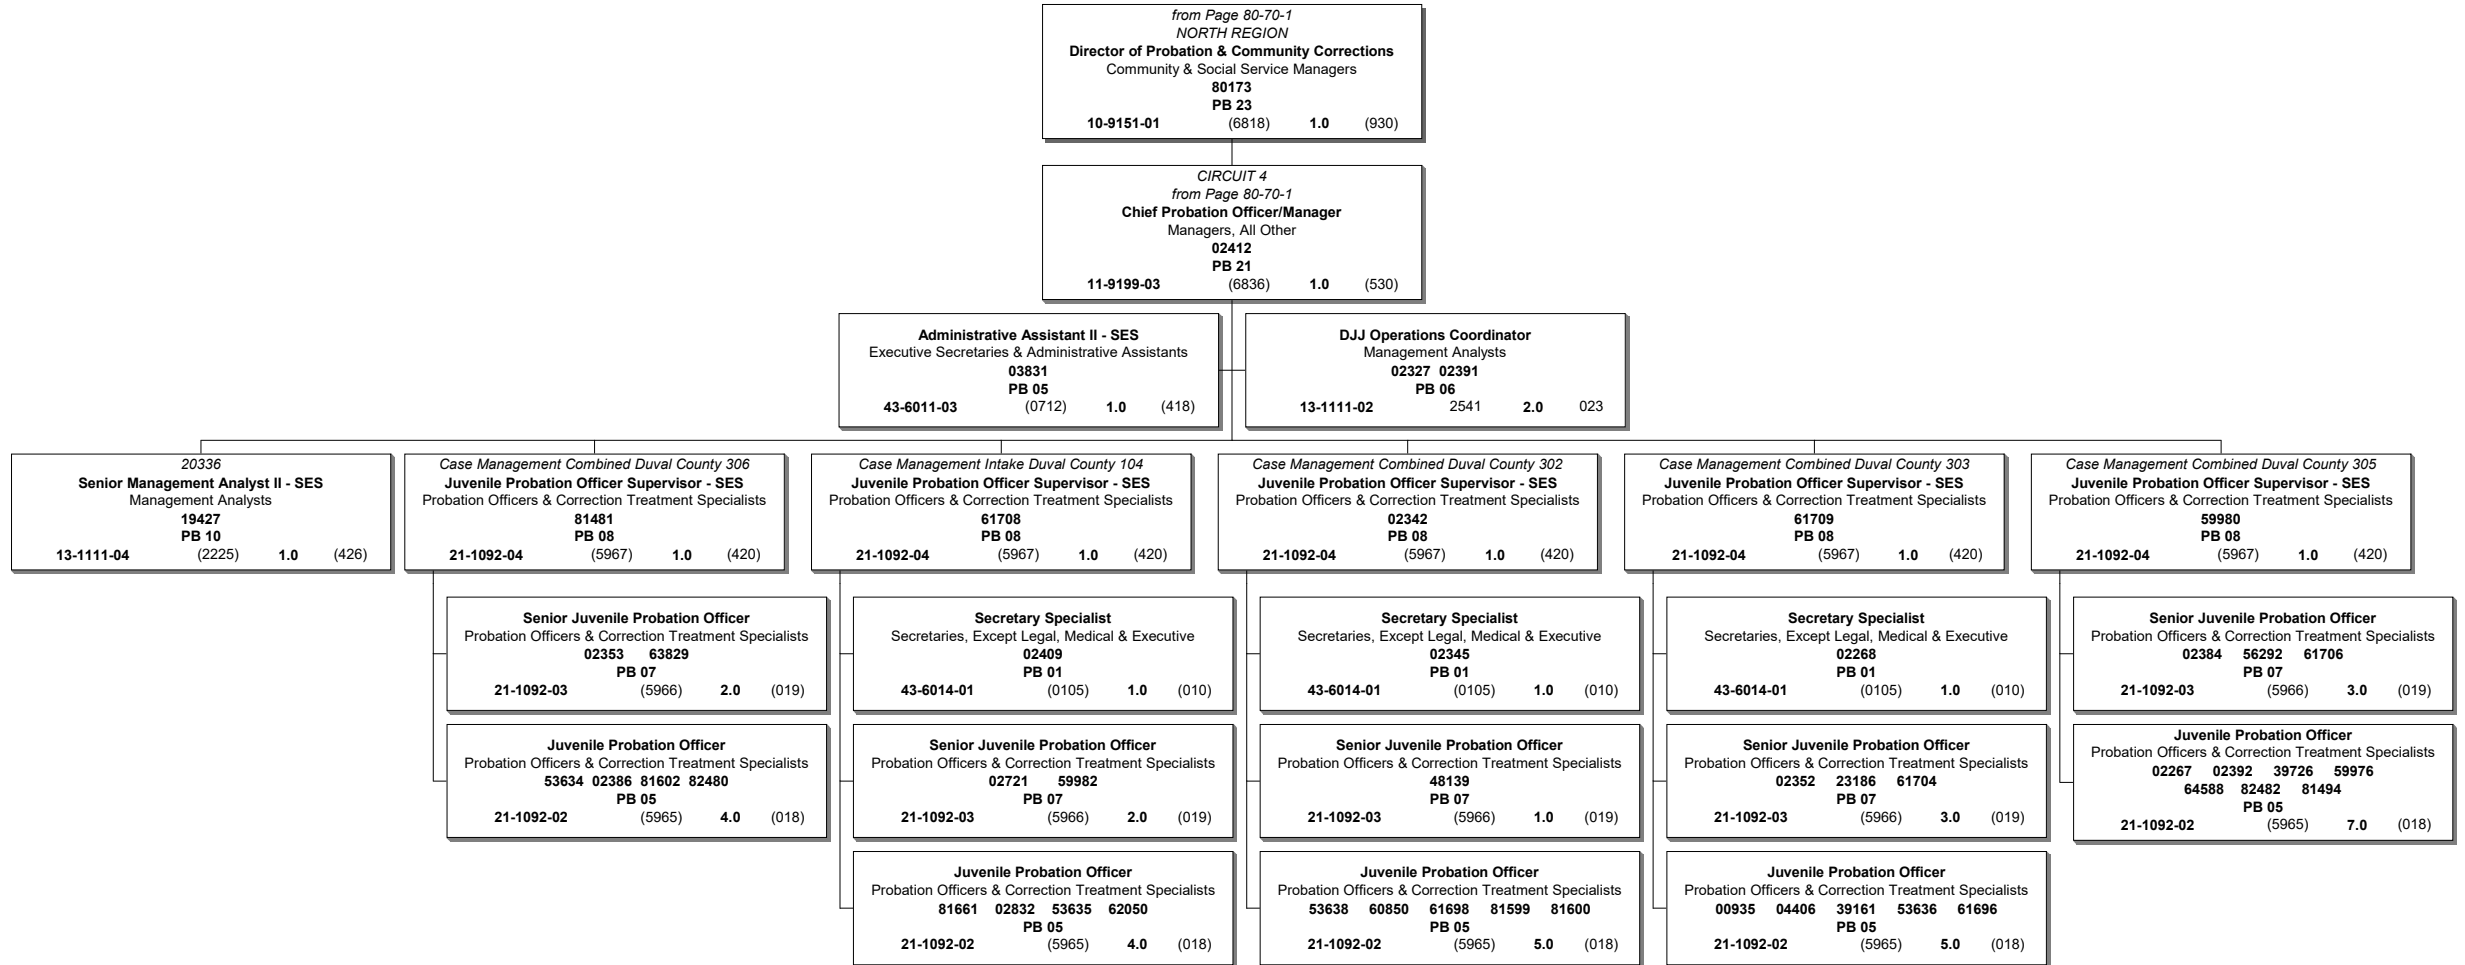 from Page 80-70-1
NORTH REGION
Director of Probation & Community Corrections
Community & Social Service Managers
80173
PB 23
10-9151-01 (6818) 1.0 (930)
CIRCUIT 4
from Page 80-70-1
Chief Probation Officer/Manager
Managers, All Other
02412
PB 21
11-9199-03 (6836) 1.0 (530)
Administrative Assistant II - SES
Executive Secretaries & Administrative Assistants
03831
PB 05
43-6011-03 (0712) 1.0 (418)
DJJ Operations Coordinator
Management Analysts
02327 02391
PB 06
13-1111-02 2541 2.0 023
20336
Senior Management Analyst II - SES
Management Analysts
19427
PB 10
13-1111-04 (2225) 1.0 (426)
Case Management Combined Duval County 306
Juvenile Probation Officer Supervisor - SES
Probation Officers & Correction Treatment Specialists
81481
PB 08
21-1092-04 (5967) 1.0 (420)
Senior Juvenile Probation Officer
Probation Officers & Correction Treatment Specialists
02353 63829
PB 07
21-1092-03 (5966) 2.0 (019)
Juvenile Probation Officer
Probation Officers & Correction Treatment Specialists
53634 02386 81602 82480
PB 05
21-1092-02 (5965) 4.0 (018)
Case Management Intake Duval County 104
Juvenile Probation Officer Supervisor - SES
Probation Officers & Correction Treatment Specialists
61708
PB 08
21-1092-04 (5967) 1.0 (420)
Secretary Specialist
Secretaries, Except Legal, Medical & Executive
02409
PB 01
43-6014-01 (0105) 1.0 (010)
Senior Juvenile Probation Officer
Probation Officers & Correction Treatment Specialists
02721 59982
PB 07
21-1092-03 (5966) 2.0 (019)
Juvenile Probation Officer
Probation Officers & Correction Treatment Specialists
81661 02832 53635 62050
PB 05
21-1092-02 (5965) 4.0 (018)
Case Management Combined Duval County 302
Juvenile Probation Officer Supervisor - SES
Probation Officers & Correction Treatment Specialists
02342
PB 08
21-1092-04 (5967) 1.0 (420)
Secretary Specialist
Secretaries, Except Legal, Medical & Executive
02345
PB 01
43-6014-01 (0105) 1.0 (010)
Senior Juvenile Probation Officer
Probation Officers & Correction Treatment Specialists
48139
PB 07
21-1092-03 (5966) 1.0 (019)
Juvenile Probation Officer
Probation Officers & Correction Treatment Specialists
53638 60850 61698 81599 81600
PB 05
21-1092-02 (5965) 5.0 (018)
Case Management Combined Duval County 303
Juvenile Probation Officer Supervisor - SES
Probation Officers & Correction Treatment Specialists
61709
PB 08
21-1092-04 (5967) 1.0 (420)
Secretary Specialist
Secretaries, Except Legal, Medical & Executive
02268
PB 01
43-6014-01 (0105) 1.0 (010)
Senior Juvenile Probation Officer
Probation Officers & Correction Treatment Specialists
02352 23186 61704
PB 07
21-1092-03 (5966) 3.0 (019)
Juvenile Probation Officer
Probation Officers & Correction Treatment Specialists
00935 04406 39161 53636 61696
PB 05
21-1092-02 (5965) 5.0 (018)
Case Management Combined Duval County 305
Juvenile Probation Officer Supervisor - SES
Probation Officers & Correction Treatment Specialists
59980
PB 08
21-1092-04 (5967) 1.0 (420)
Senior Juvenile Probation Officer
Probation Officers & Correction Treatment Specialists
02384 56292 61706
PB 07
21-1092-03 (5966) 3.0 (019)
Juvenile Probation Officer
Probation Officers & Correction Treatment Specialists
02267 02392 39726 59976
64588 82482 81494
PB 05
21-1092-02 (5965) 7.0 (018)